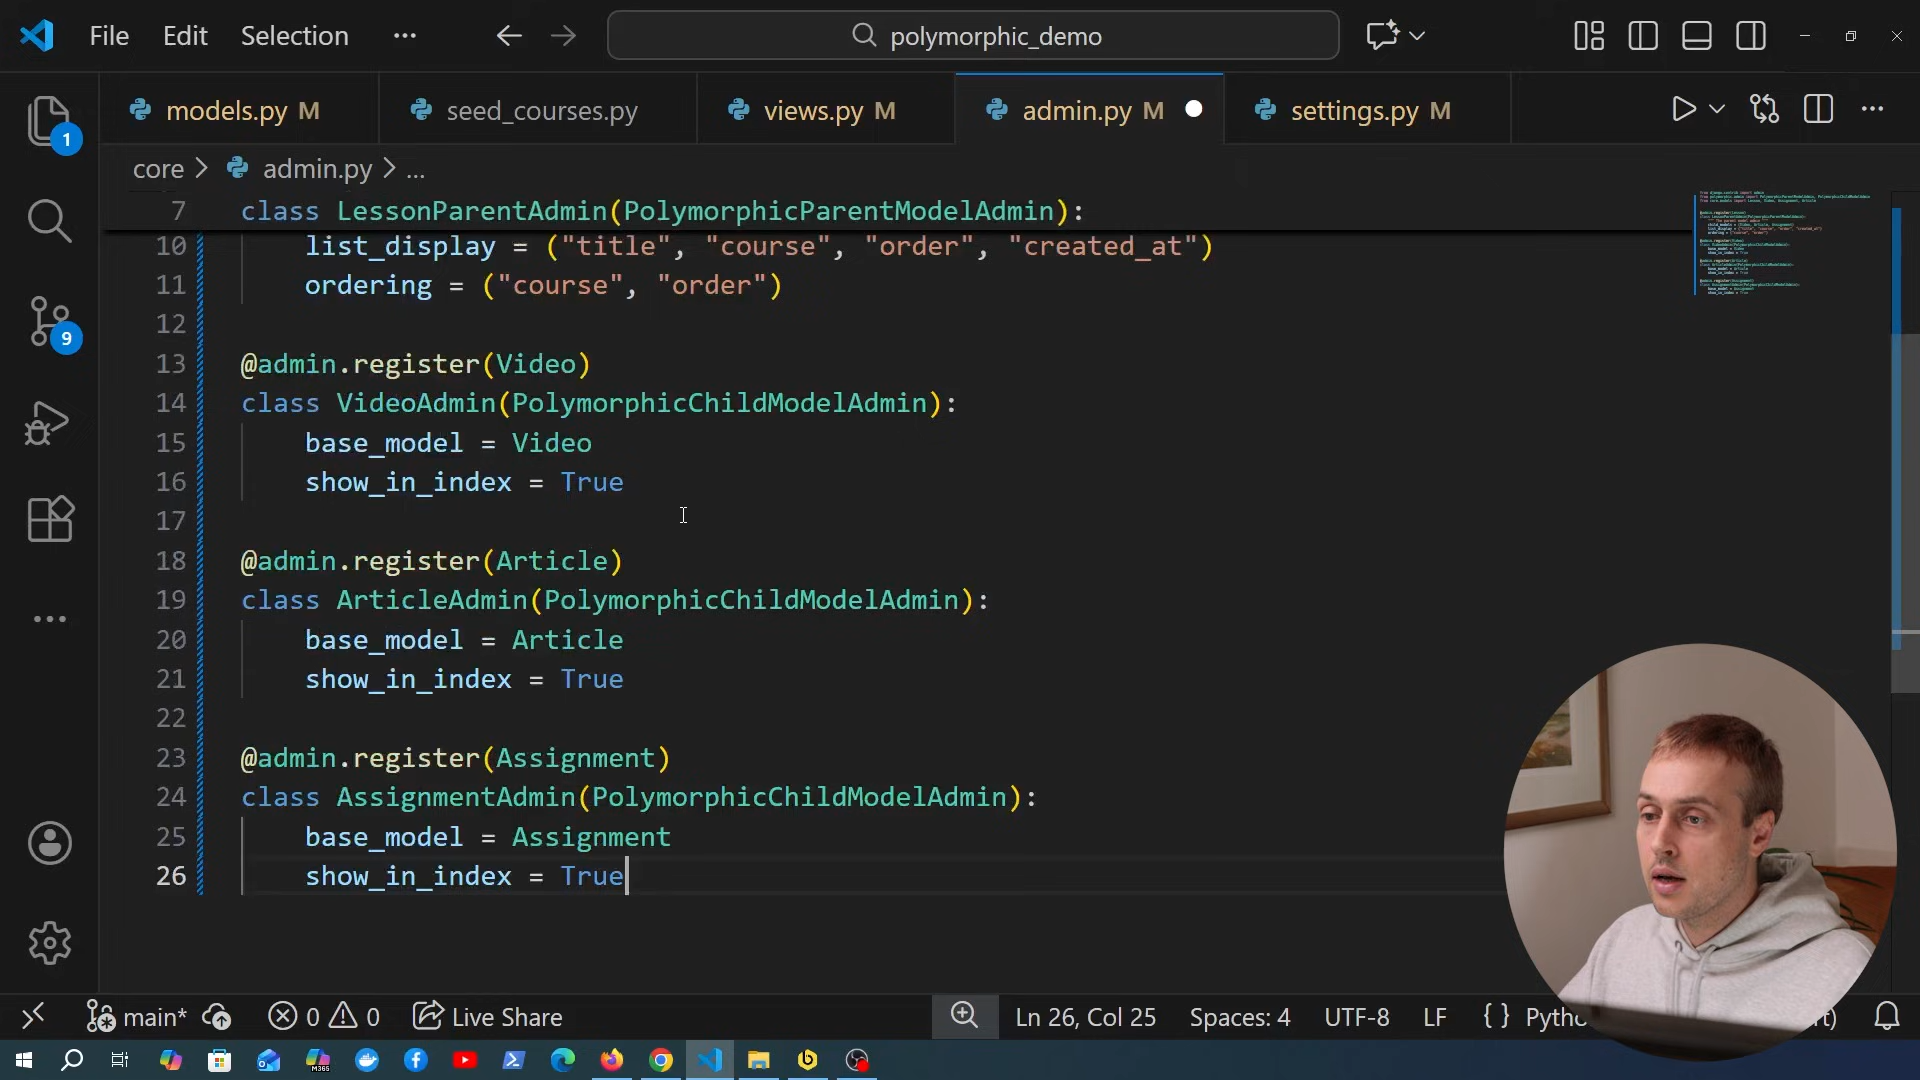 File Edit Selection ··· polymorphic_demo
models.py M seed_courses.py views.py M admin.py M settings.py M
core > admin.py > ...
7 class LessonParentAdmin(PolymorphicParentModelAdmin):
10 list_display = ("title", "course", "order", "created_at")
11 ordering = ("course", "order")
12
13 @admin.register(Video)
14 class VideoAdmin(PolymorphicChildModelAdmin):
15 base_model = Video
16 show_in_index = True
17
18 @admin.register(Article)
19 class ArticleAdmin(PolymorphicChildModelAdmin):
20 base_model = Article
21 show_in_index = True
22
23 @admin.register(Assignment)
24 class AssignmentAdmin(PolymorphicChildModelAdmin):
25 base_model = Assignment
26 show_in_index = True
1
9
main* 0 0 Live Share Ln 26, Col 25 Spaces: 4 UTF-8 LF {} Pytho